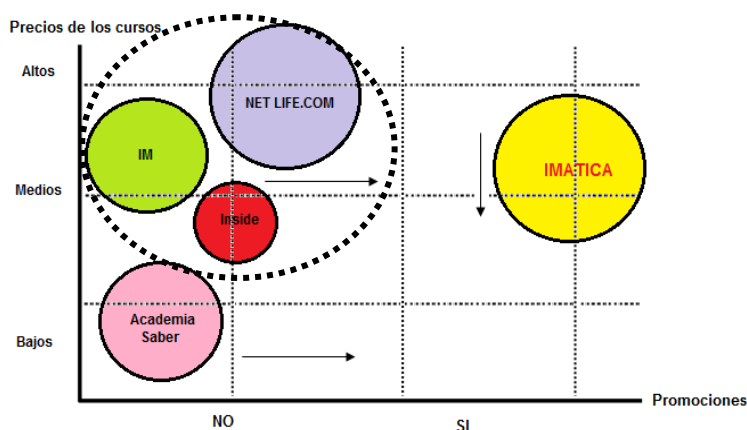 Precios de los cursos
Altos
NET LIFE.COM
IM
IMATICA
Medios
Inside
Academia
Saber
Bajos
Promociones
NO
SI